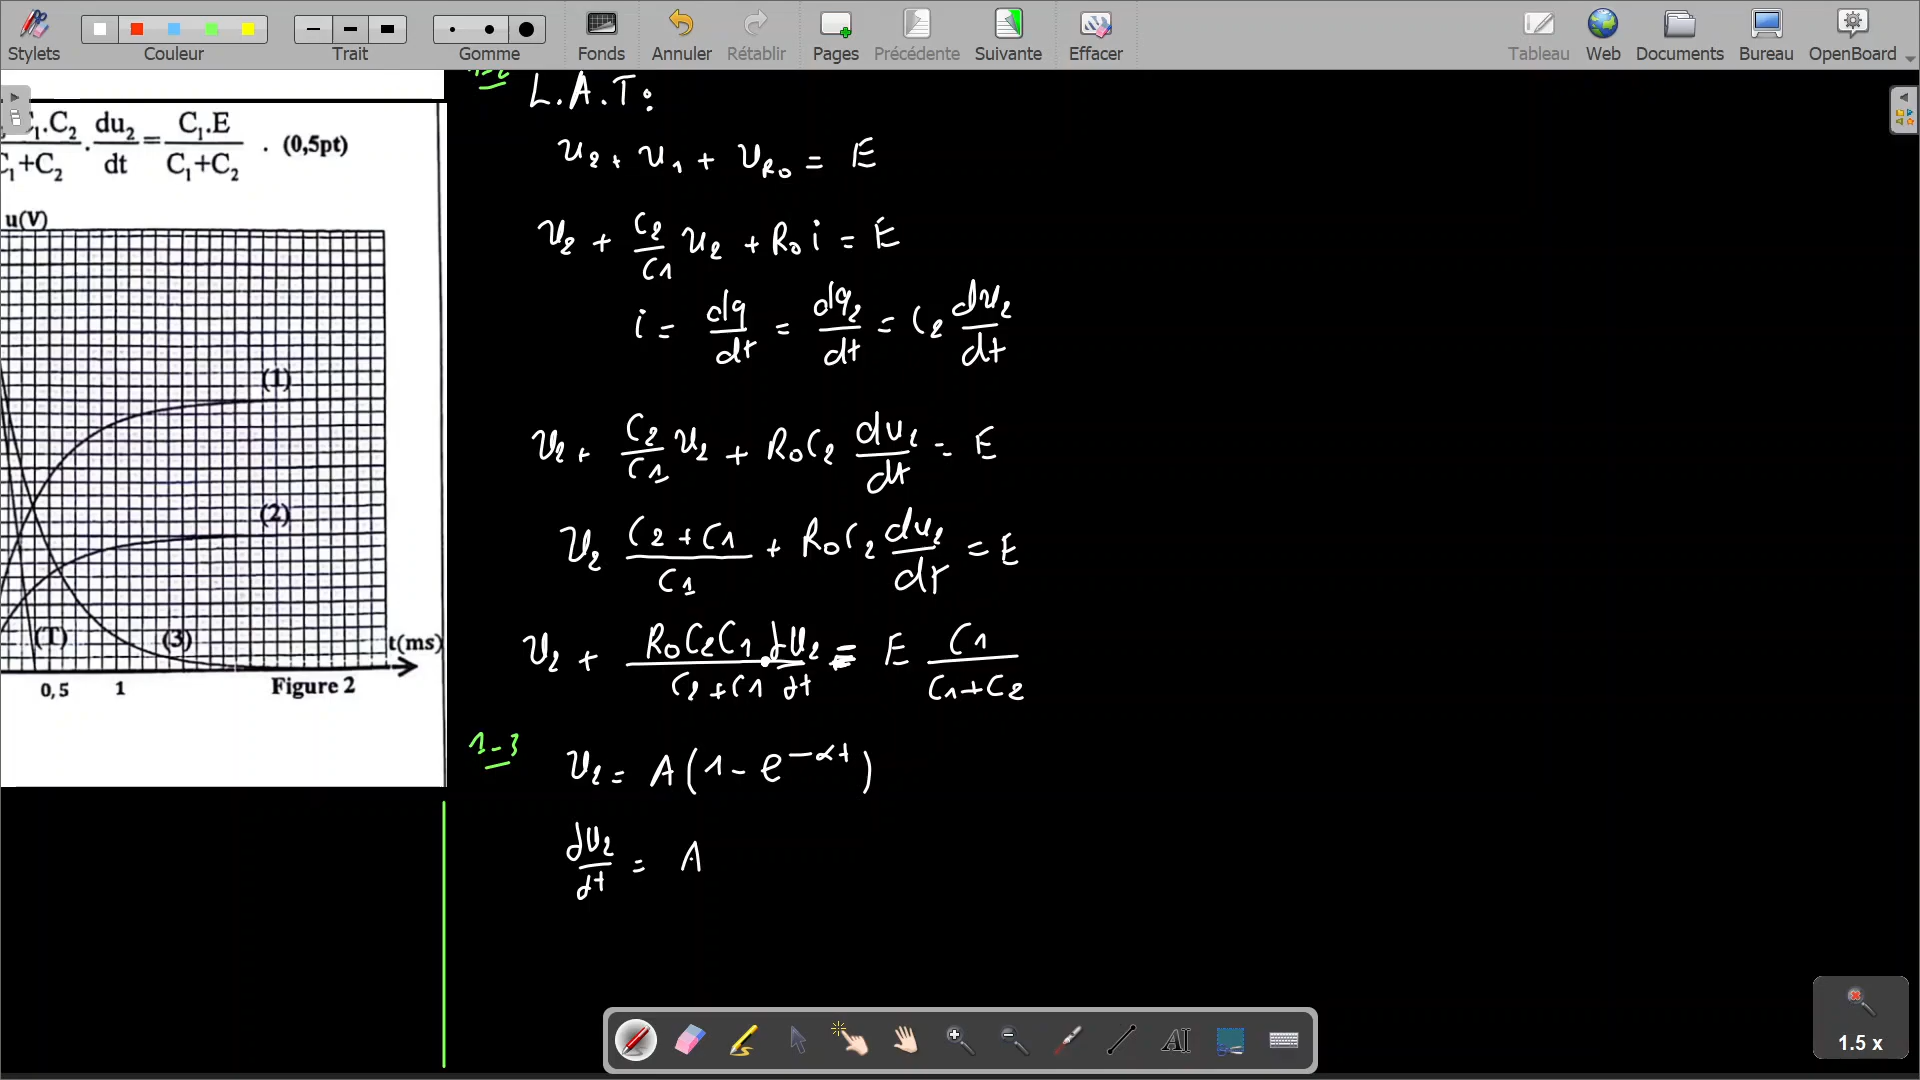 Stylets Couleur Trait Gomme Fonds Annuler Rétablir Pages Précédente Suivante Effacer Tableau Web Documents Bureau OpenBoard
C₁.C₂/C₁+C₂ . du₂/dt = C₁.E/C₁+C₂ . (0,5pt)
u(V)
(1)
(2)
(T) (3) t(ms)
0,5 1 Figure 2
L.A.T:
u₂ + u₁ + u_R₀ = E
u₂ + C₂/C₁ u₂ + R₀ i = E
i = dq/dt = dq₂/dt = C₂ du₂/dt
u₂ + C₂/C₁ u₂ + R₀C₂ du₂/dt = E
u₂ C₂+C₁/C₁ + R₀C₂ du₂/dt = E
u₂ + R₀C₂C₁/C₂+C₁ . du₂/dt = E C₁/C₁+C₂
1-3 u₂ = A(1 - e^-αt)
du₂/dt = A
1.5 x